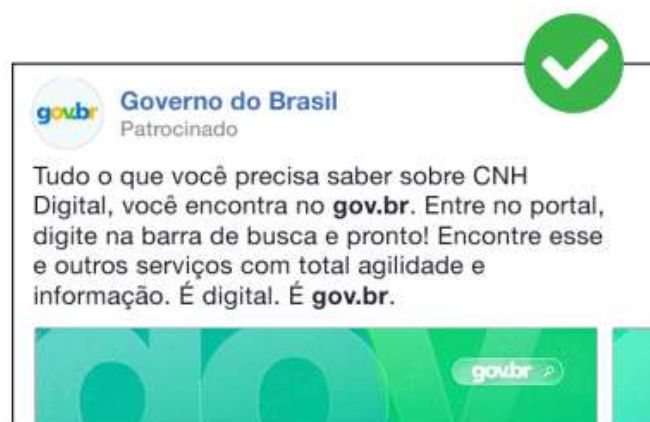 gov.br
Governo do Brasil
Patrocinado
Tudo o que você precisa saber sobre CNH
Digital, você encontra no gov.br. Entre no portal,
digite na barra de busca e pronto! Encontre esse
e outros serviços com total agilidade e
informação. É digital. É gov.br.
gov
gov.br